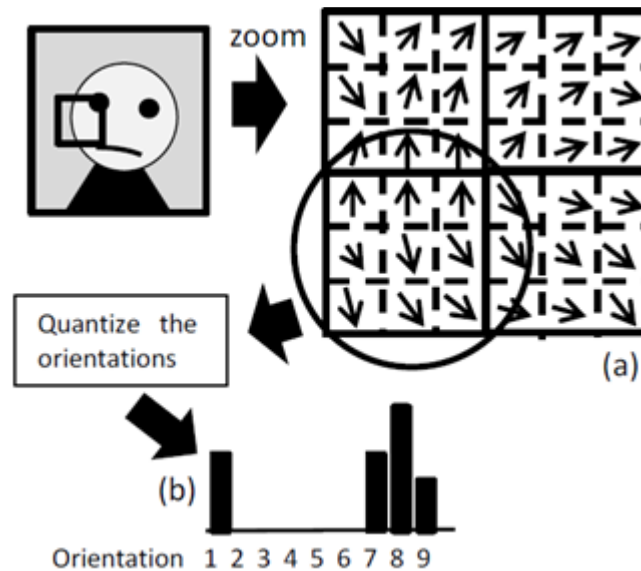 zoom
Quantize the
orientations
(a)
(b)
Orientation 1 2 3 4 5 6 7 8 9